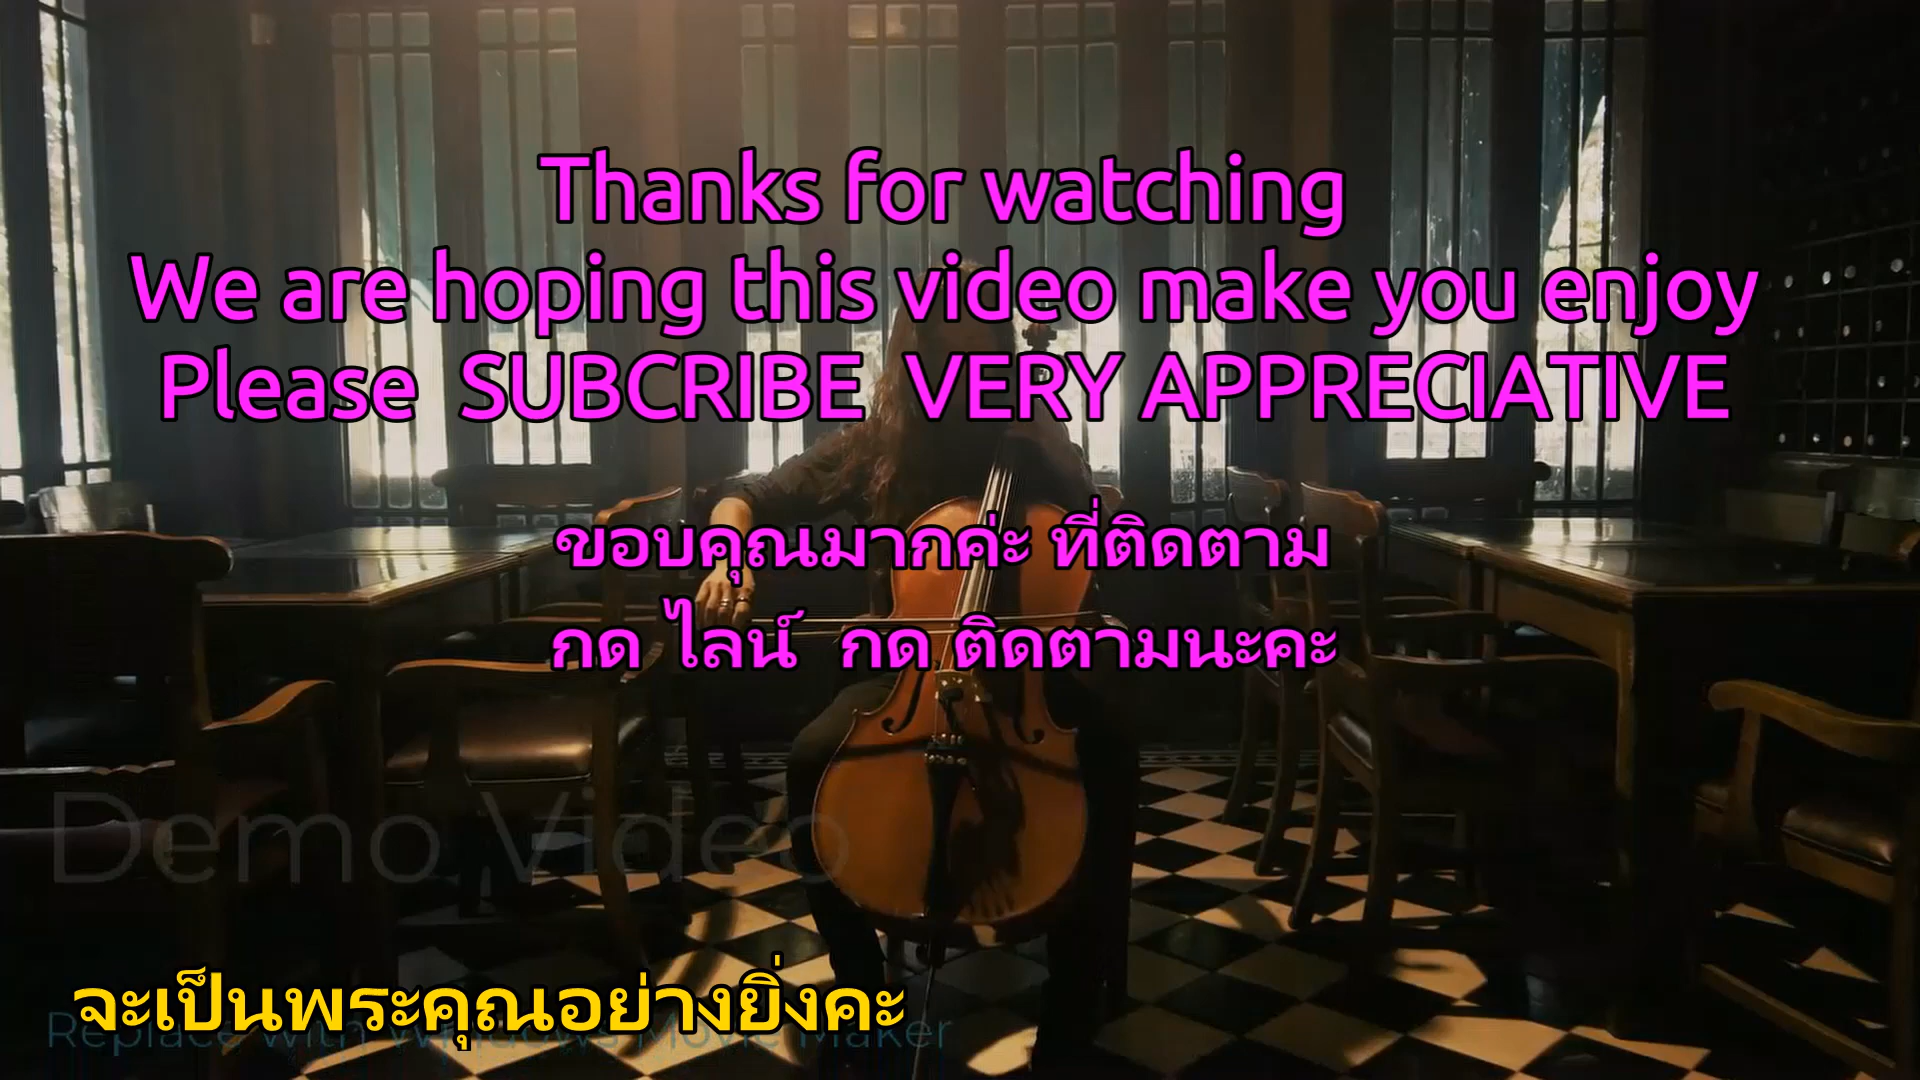 Thanks for watching
We are hoping this video make you enjoy
Please SUBCRIBE VERY APPRECIATIVE
ขอบคุณมากค่ะ ที่ติดตาม
กด ไลน์ กด ติดตามนะคะ
Demo Video
จะเป็นพระคุณอย่างยิ่งคะ
Replace with Windows Movie Maker